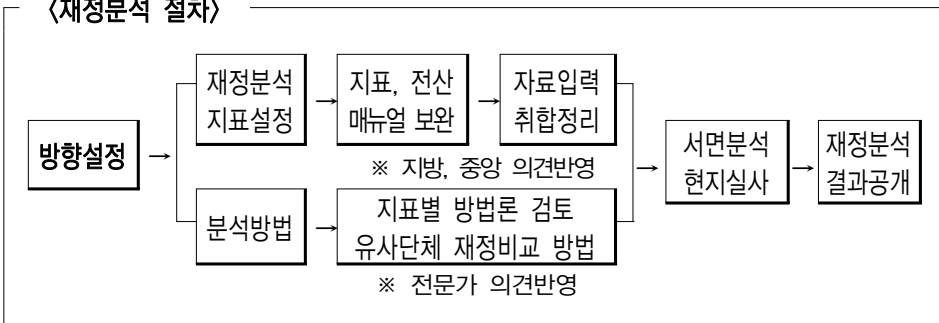 〈재정분석 절차〉
방향설정
→
재정분석
지표설정
→
지표, 전산
매뉴얼 보완
→
자료입력
취합정리
※ 지방, 중앙 의견반영
분석방법
→
지표별 방법론 검토
유사단체 재정비교 방법
※ 전문가 의견반영
→
서면분석
현지실사
→
재정분석
결과공개